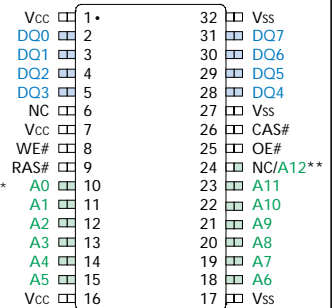 Vcc 1• 32 Vss
DQ0 2 31 DQ7
DQ1 3 30 DQ6
DQ2 4 29 DQ5
DQ3 5 28 DQ4
NC 6 27 Vss
Vcc 7 26 CAS#
WE# 8 25 OE#
RAS# 9 24 NC/A12**
* A0 10 23 A11
A1 11 22 A10
A2 12 21 A9
A3 13 20 A8
A4 14 19 A7
A5 15 18 A6
Vcc 16 17 Vss